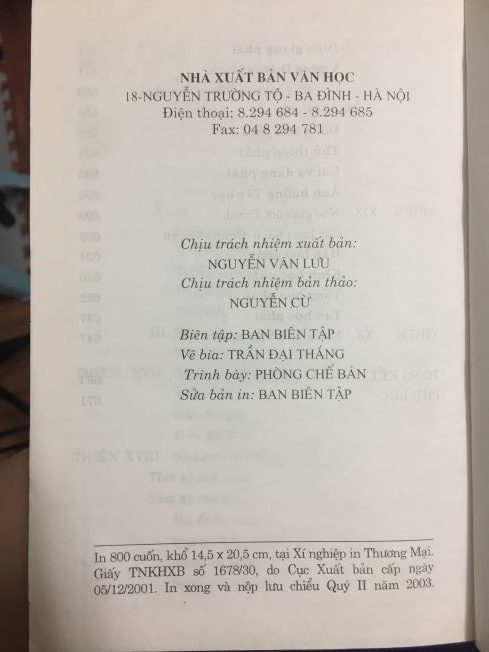 NHÀ XUẤT BẢN VĂN HỌC
18-NGUYỄN TRƯỜNG TỘ - BA ĐÌNH - HÀ NỘI
Điện thoại: 8.294 684 - 8.294 685
Fax: 04 8 294 781
Chịu trách nhiệm xuất bản:
NGUYỄN VĂN LƯU
Chịu trách nhiệm bản thảo:
NGUYỄN CỪ
Biên tập: BAN BIÊN TẬP
Vẽ bìa: TRẦN ĐẠI THẮNG
Trình bày: PHÒNG CHẾ BẢN
Sửa bản in: BAN BIÊN TẬP
In 800 cuốn, khổ 14,5 x 20,5 cm, tại Xí nghiệp in Thương Mại.
Giấy TNKHXB số 1678/30, do Cục Xuất bản cấp ngày
05/12/2001. In xong và nộp lưu chiểu Quý II năm 2003.